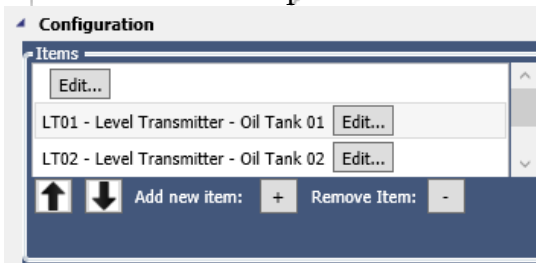 Configuration
Items
Edit...
LT01 - Level Transmitter - Oil Tank 01 Edit...
LT02 - Level Transmitter - Oil Tank 02 Edit...
Add new item: + Remove Item: -